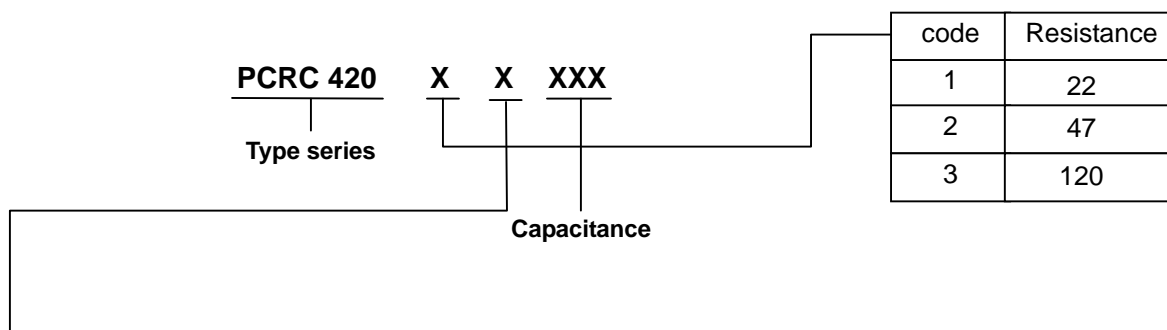 code Resistance
PCRC 420 X X XXX
1 22
Type series
2 47
3 120
Capacitance